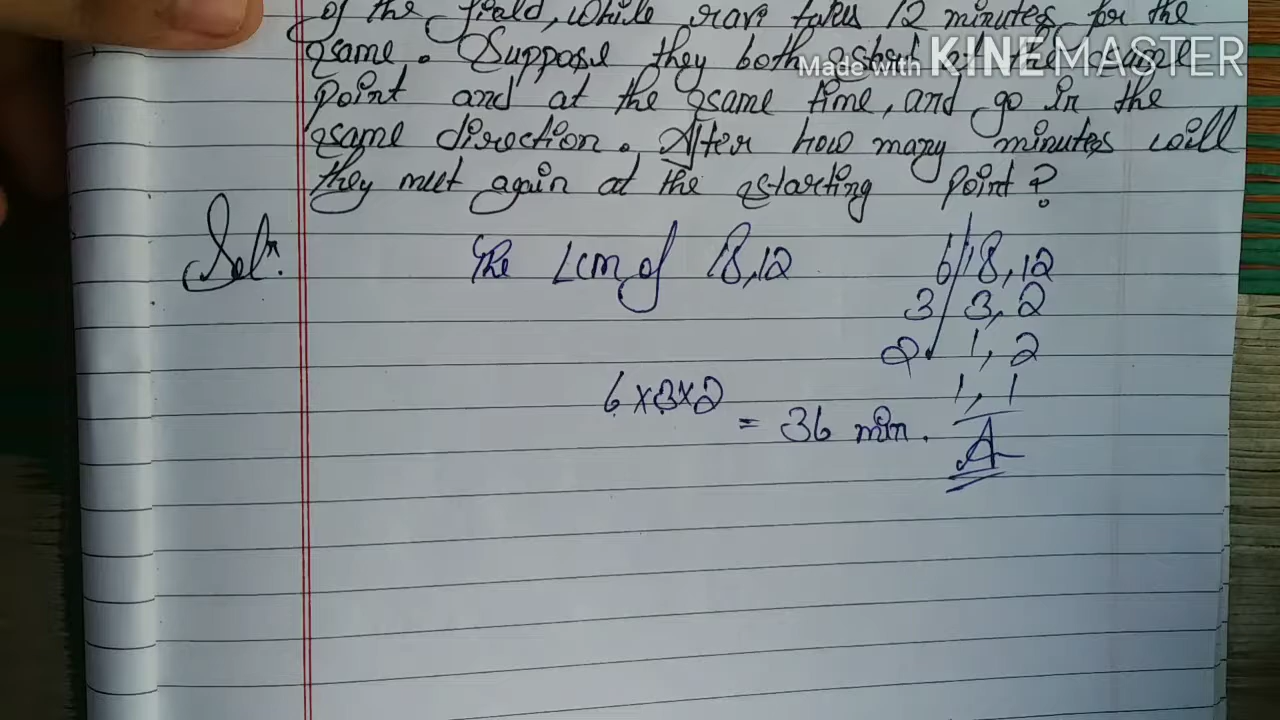 of the field, while ravi takes 12 minutes for the
same. Suppose they both start at the same
Made with KINEMASTER
point and at the same time, and go in the
same direction. After how many minutes will
they meet again at the starting point?
Solⁿ.
The Lcm of 18,12
6 18,12
3 3,2
2 1,2
1,1
6×3×2
= 36 min.
A